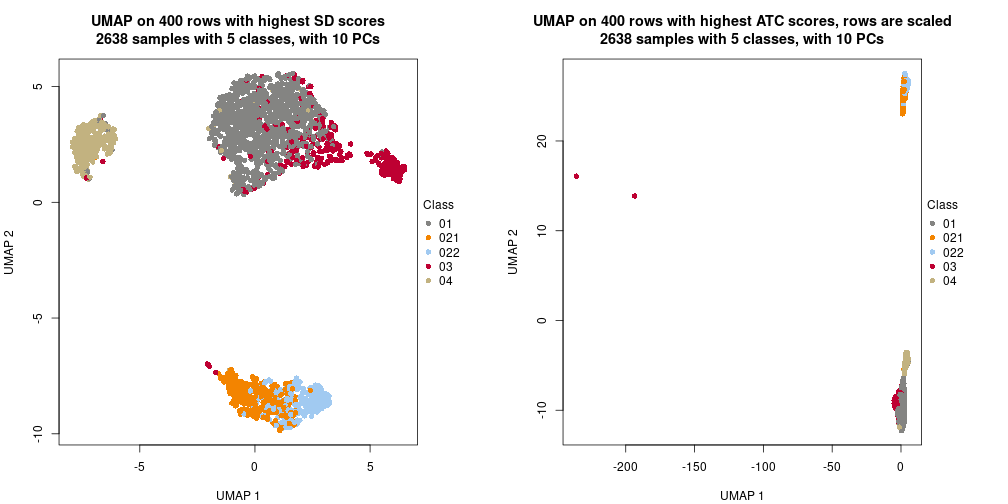 UMAP on 400 rows with highest SD scores
2638 samples with 5 classes, with 10 PCs
5
0
-5
-10
UMAP 2
-5
0
5
UMAP 1
Class
01
021
022
03
04
UMAP on 400 rows with highest ATC scores, rows are scaled
2638 samples with 5 classes, with 10 PCs
20
10
0
-10
UMAP 2
-200
-150
-100
-50
0
UMAP 1
Class
01
021
022
03
04